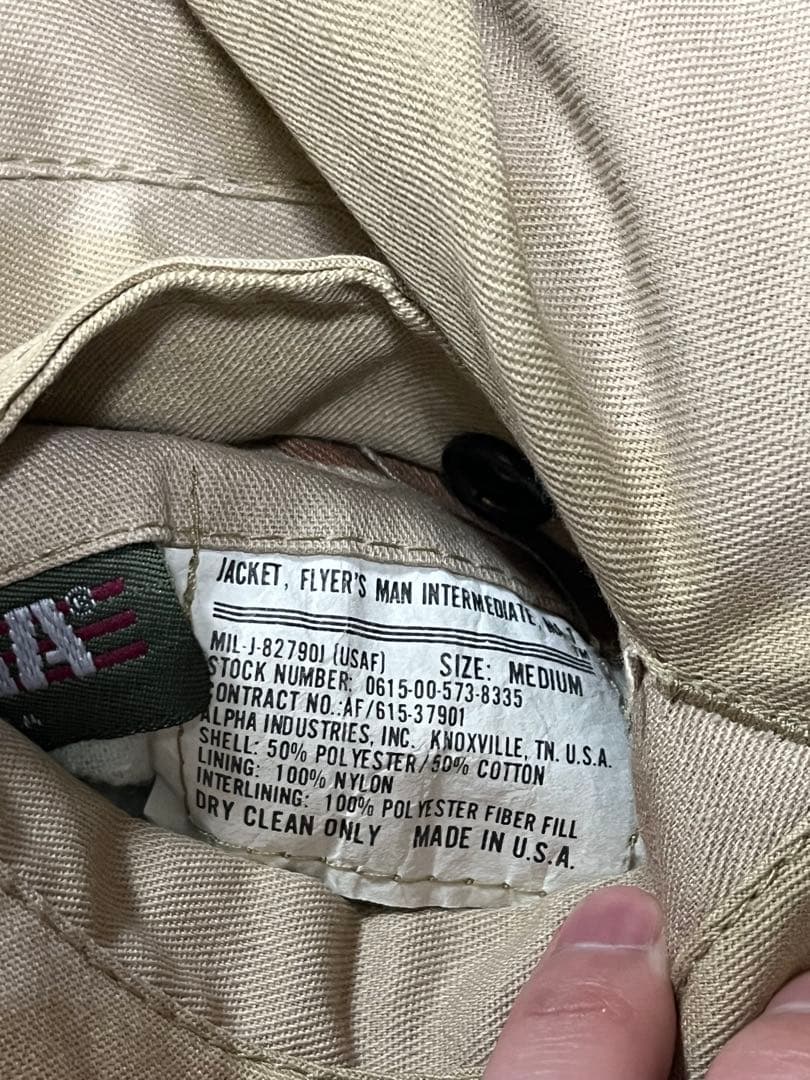 JACKET, FLYER'S MAN INTERMEDIATE,
MIL-J-82790J (USAF) SIZE: MEDIUM
STOCK NUMBER: 0615-00-573-8335
CONTRACT NO.:AF/615-37901
ALPHA INDUSTRIES, INC. KNOXVILLE, TN. U.S.A.
SHELL: 50% POLYESTER/50% COTTON
LINING: 100% NYLON
INTERLINING: 100% POLYESTER FIBER FILL
DRY CLEAN ONLY MADE IN U.S.A.